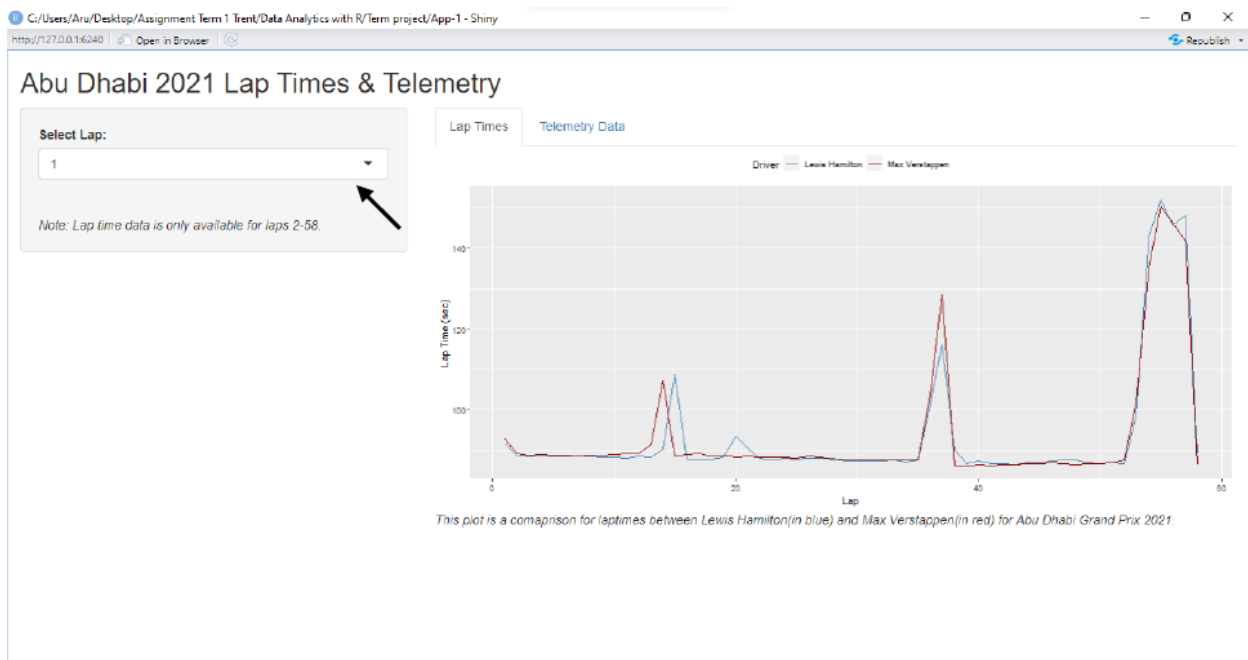 C:/Users/Aru/Desktop/Assignment Term 1 Trent/Data Analytics with R/Term project/App-1 - Shiny
http://127.0.0.1:6240 Open in Browser Republish
Abu Dhabi 2021 Lap Times & Telemetry
Select Lap:
1
Note: Lap time data is only available for laps 2-58.
Lap Times Telemetry Data
Driver Lewis Hamilton Max Verstappen
140
120
100
Lap Time (sec)
0 20 40 60
Lap
This plot is a comaprison for laptimes between Lewis Hamilton(in blue) and Max Verstappen(in red) for Abu Dhabi Grand Prix 2021.